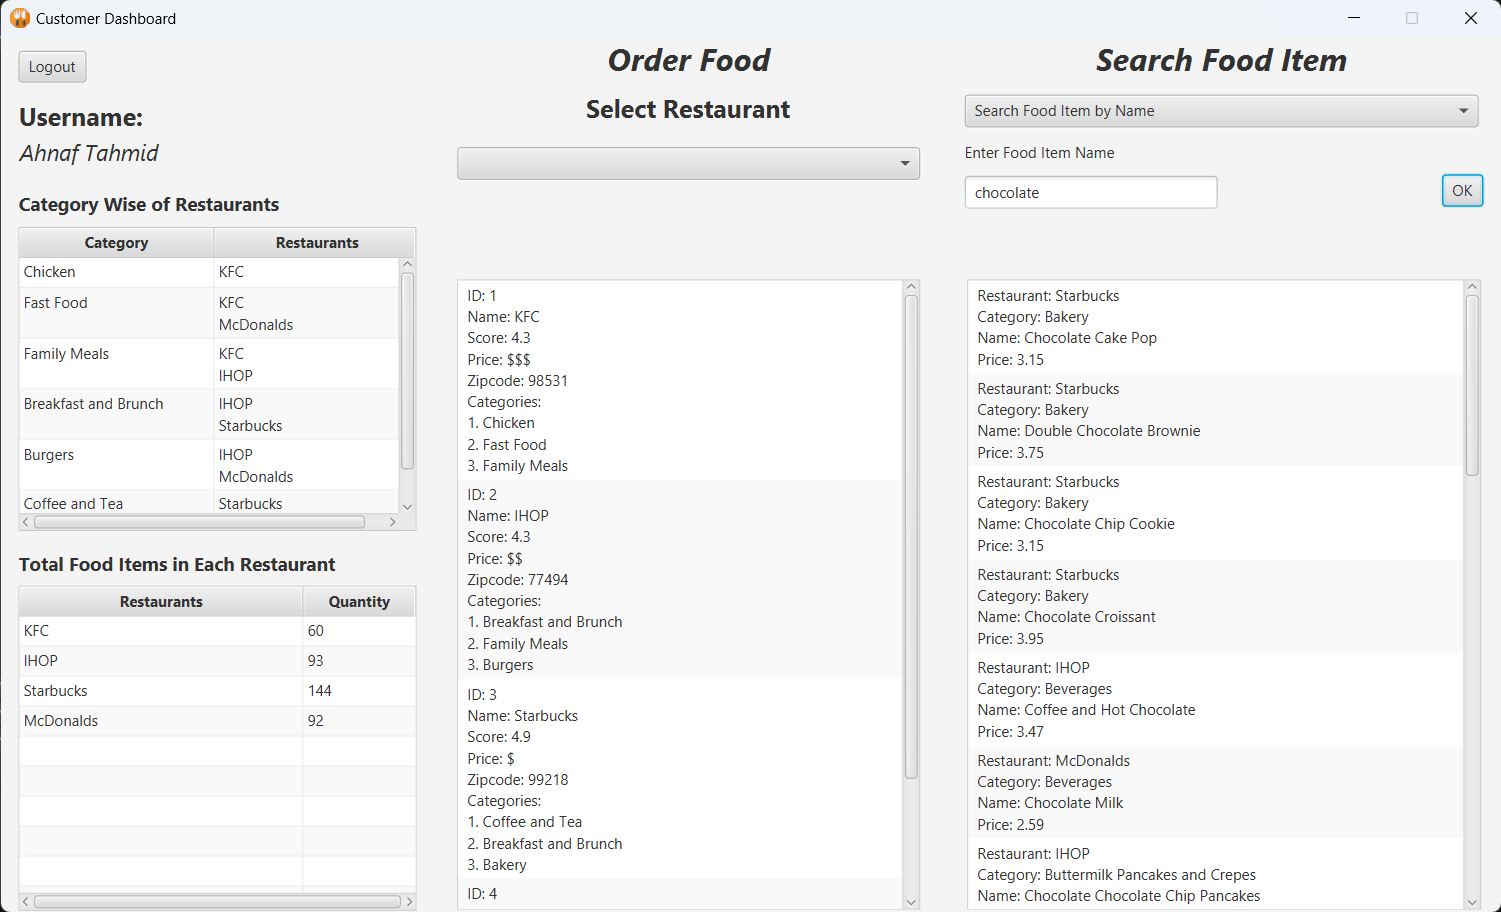 Customer Dashboard
Logout
Username:
Ahnaf Tahmid
Category Wise of Restaurants
Category Restaurants
Chicken KFC
Fast Food KFC
McDonalds
Family Meals KFC
IHOP
Breakfast and Brunch IHOP
Starbucks
Burgers IHOP
McDonalds
Coffee and Tea Starbucks
Total Food Items in Each Restaurant
Restaurants Quantity
KFC 60
IHOP 93
Starbucks 144
McDonalds 92
Order Food
Select Restaurant
ID: 1
Name: KFC
Score: 4.3
Price: $$$
Zipcode: 98531
Categories:
1. Chicken
2. Fast Food
3. Family Meals
ID: 2
Name: IHOP
Score: 4.3
Price: $$
Zipcode: 77494
Categories:
1. Breakfast and Brunch
2. Family Meals
3. Burgers
ID: 3
Name: Starbucks
Score: 4.9
Price: $
Zipcode: 99218
Categories:
1. Coffee and Tea
2. Breakfast and Brunch
3. Bakery
ID: 4
Search Food Item
Search Food Item by Name
Enter Food Item Name
chocolate
OK
Restaurant: Starbucks
Category: Bakery
Name: Chocolate Cake Pop
Price: 3.15
Restaurant: Starbucks
Category: Bakery
Name: Double Chocolate Brownie
Price: 3.75
Restaurant: Starbucks
Category: Bakery
Name: Chocolate Chip Cookie
Price: 3.15
Restaurant: Starbucks
Category: Bakery
Name: Chocolate Croissant
Price: 3.95
Restaurant: IHOP
Category: Beverages
Name: Coffee and Hot Chocolate
Price: 3.47
Restaurant: McDonalds
Category: Beverages
Name: Chocolate Milk
Price: 2.59
Restaurant: IHOP
Category: Buttermilk Pancakes and Crepes
Name: Chocolate Chocolate Chip Pancakes